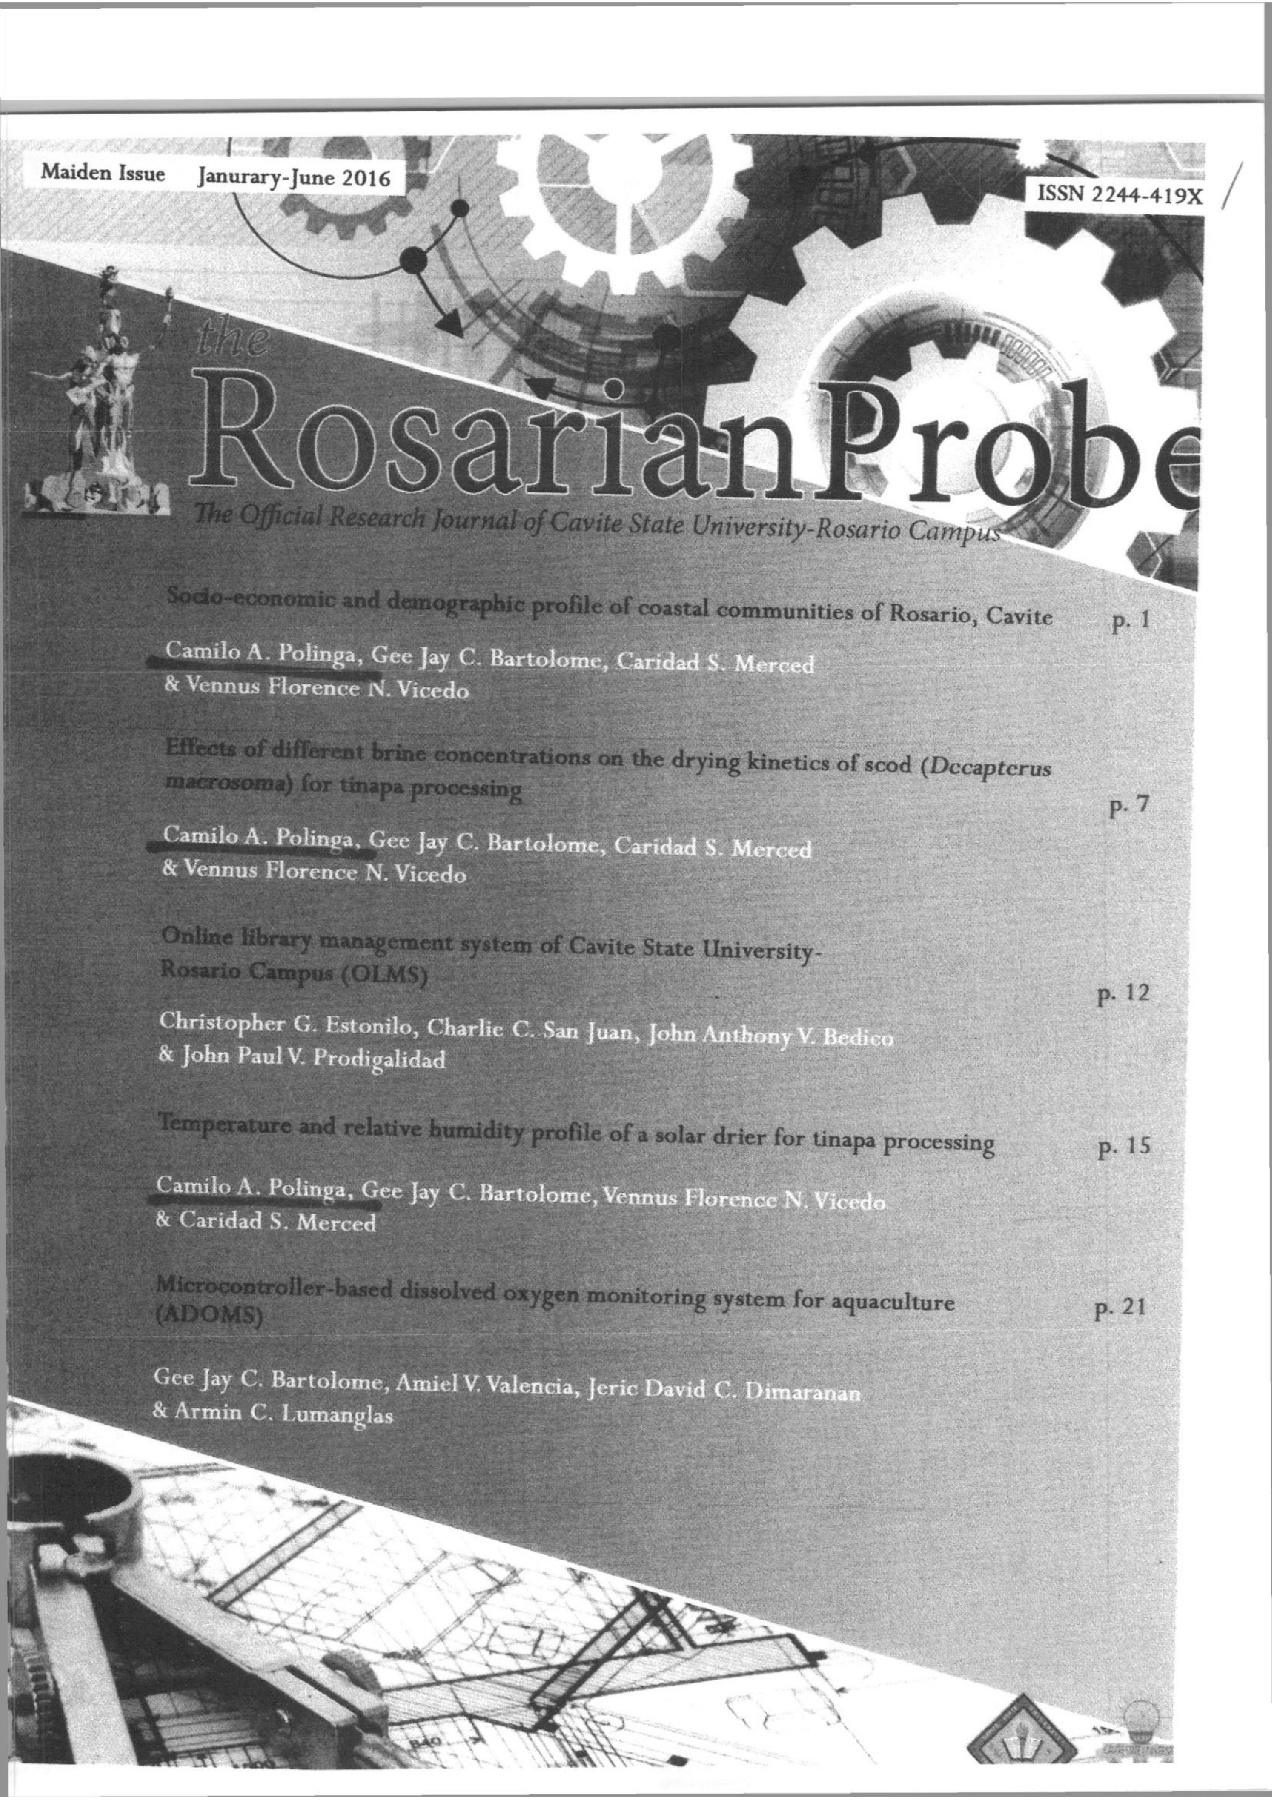 Maiden Issue Janurary-June 2016
ISSN 2244-419X
the
RosarianProbe
The Official Research Journal of Cavite State University-Rosario Campus
Socio-economic and demographic profile of coastal communities of Rosario, Cavite p. 1
Camilo A. Polinga, Gee Jay C. Bartolome, Caridad S. Merced
& Vennus Florence N. Vicedo
Effects of different brine concentrations on the drying kinetics of scod (Decapterus
macrosoma) for tinapa processing
p. 7
Camilo A. Polinga, Gee Jay C. Bartolome, Caridad S. Merced
& Vennus Florence N. Vicedo
Online library management system of Cavite State University-
Rosario Campus (OLMS)
p. 12
Christopher G. Estonilo, Charlie C. San Juan, John Anthony V. Bedico
& John Paul V. Prodigalidad
Temperature and relative humidity profile of a solar drier for tinapa processing p. 15
Camilo A. Polinga, Gee Jay C. Bartolome, Vennus Florence N. Vicedo
& Caridad S. Merced
Microcontroller-based dissolved oxygen monitoring system for aquaculture
(ADOMS)
p. 21
Gee Jay C. Bartolome, Amiel V. Valencia, Jeric David C. Dimaranan
& Armin C. Lumanglas
840